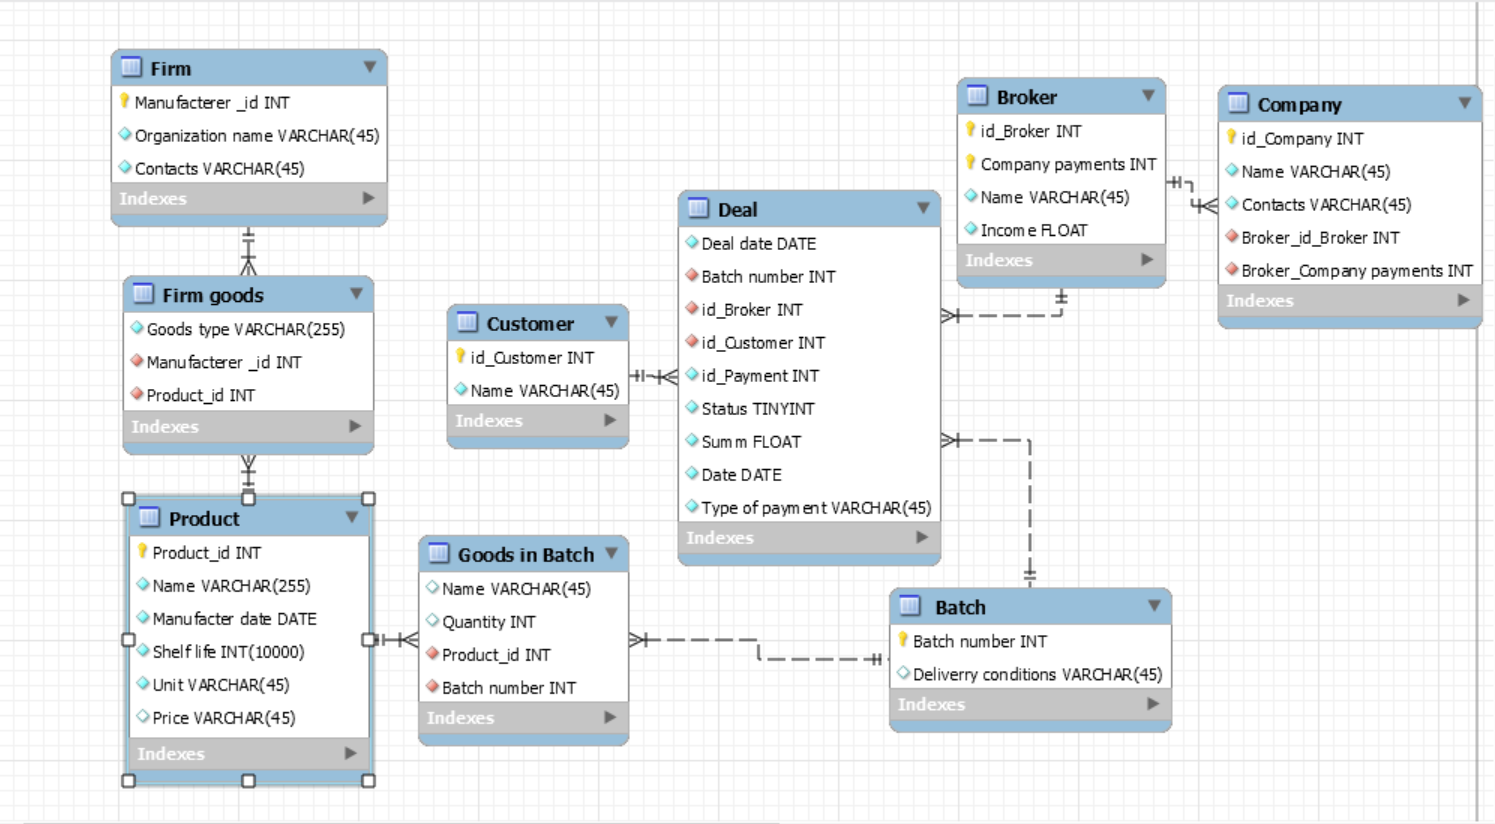 Firm
Manufacterer _id INT
Organization name VARCHAR(45)
Contacts VARCHAR(45)
Indexes
Firm goods
Goods type VARCHAR(255)
Manufacterer _id INT
Product_id INT
Indexes
Product
Product_id INT
Name VARCHAR(255)
Manufacter date DATE
Shelf life INT(10000)
Unit VARCHAR(45)
Price VARCHAR(45)
Indexes
Customer
id_Customer INT
Name VARCHAR(45)
Indexes
Goods in Batch
Name VARCHAR(45)
Quantity INT
Product_id INT
Batch number INT
Indexes
Deal
Deal date DATE
Batch number INT
id_Broker INT
id_Customer INT
id_Payment INT
Status TINYINT
Summ FLOAT
Date DATE
Type of payment VARCHAR(45)
Indexes
Broker
id_Broker INT
Company payments INT
Name VARCHAR(45)
Income FLOAT
Indexes
Company
id_Company INT
Name VARCHAR(45)
Contacts VARCHAR(45)
Broker_id_Broker INT
Broker_Company payments INT
Indexes
Batch
Batch number INT
Deliverry conditions VARCHAR(45)
Indexes